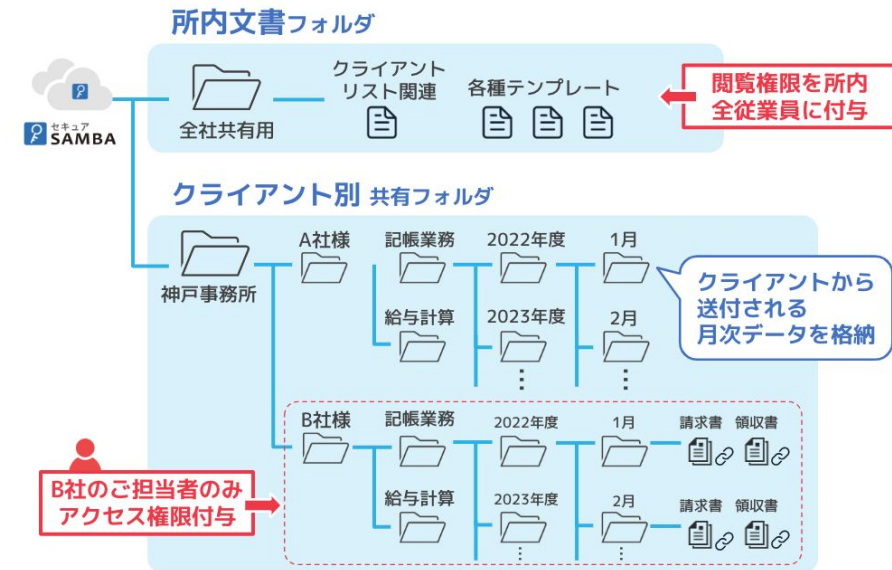 所内文書フォルダ
クライアント
リスト関連
各種テンプレート
全社共有用
閲覧権限を所内
全従業員に付与
セキュア
SAMBA
クライアント別 共有フォルダ
神戸事務所
A社様
記帳業務
2022年度
1月
給与計算
2023年度
2月
クライアントから
送付される
月次データを格納
B社様
記帳業務
2022年度
1月
請求書
領収書
給与計算
2023年度
2月
請求書
領収書
B社のご担当者のみ
アクセス権限付与